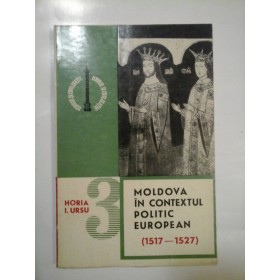 HORIA
I. URSU
3
MOLDOVA
ÎN CONTEXTUL
POLITIC
EUROPEAN
(1517—1527)